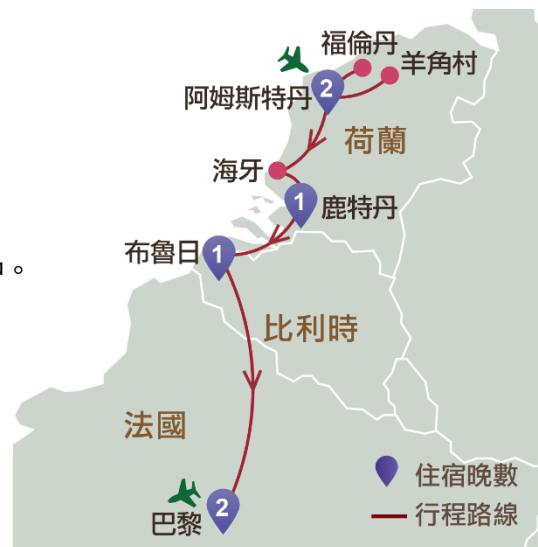 福倫丹
羊角村
2
阿姆斯特丹
荷蘭
海牙
1
鹿特丹
布魯日
1
。
比利時
法國
2
巴黎
住宿晚數
行程路線